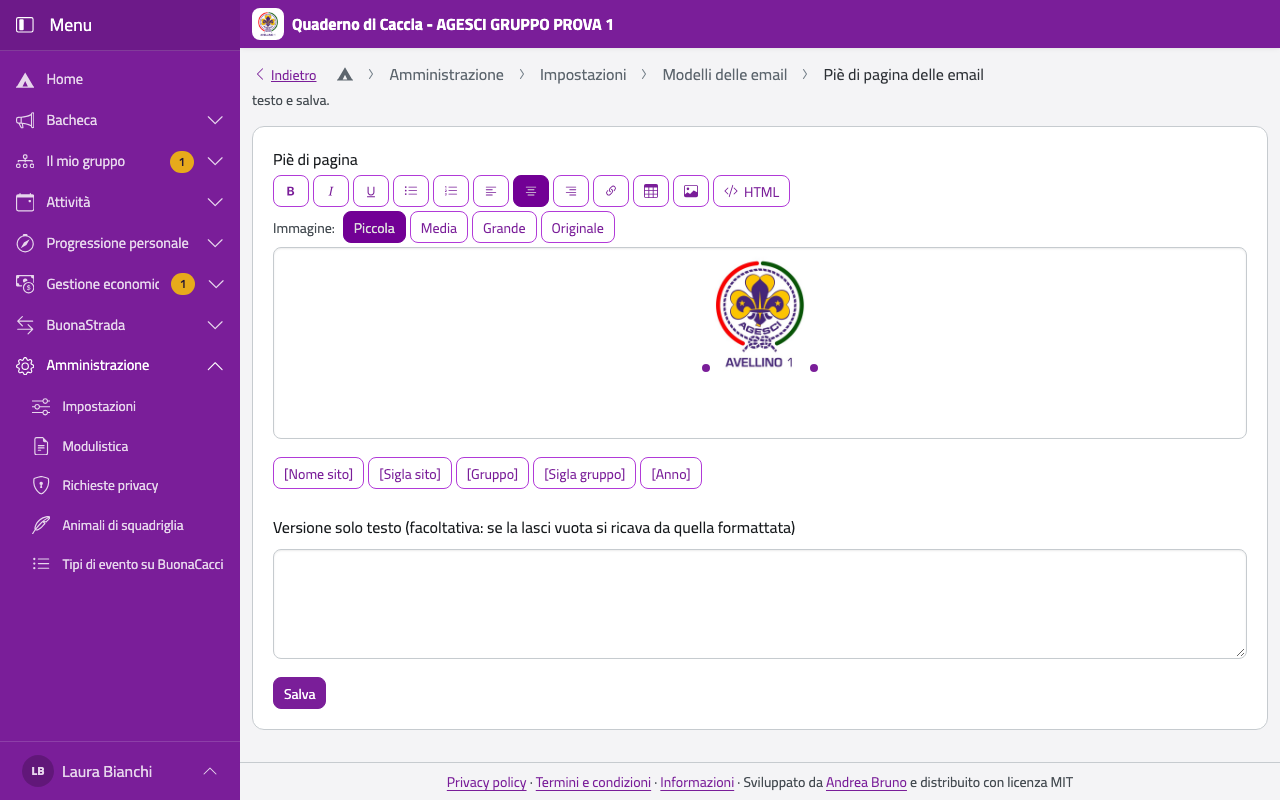 Menu
Quaderno di Caccia - AGESCI GRUPPO PROVA 1
Home
Bacheca
Il mio gruppo 1
Attività
Progressione personale
Gestione economic 1
BuonaStrada
Amministrazione
Impostazioni
Modulistica
Richieste privacy
Animali di squadriglia
Tipi di evento su BuonaCacci
LB Laura Bianchi
Indietro Amministrazione Impostazioni Modelli delle email Piè di pagina delle email
testo e salva.
Piè di pagina
B I U HTML
Immagine: Piccola Media Grande Originale
AGESCI
AVELLINO 1
[Nome sito] [Sigla sito] [Gruppo] [Sigla gruppo] [Anno]
Versione solo testo (facoltativa: se la lasci vuota si ricava da quella formattata)
Salva
Privacy policy · Termini e condizioni · Informazioni · Sviluppato da Andrea Bruno e distribuito con licenza MIT